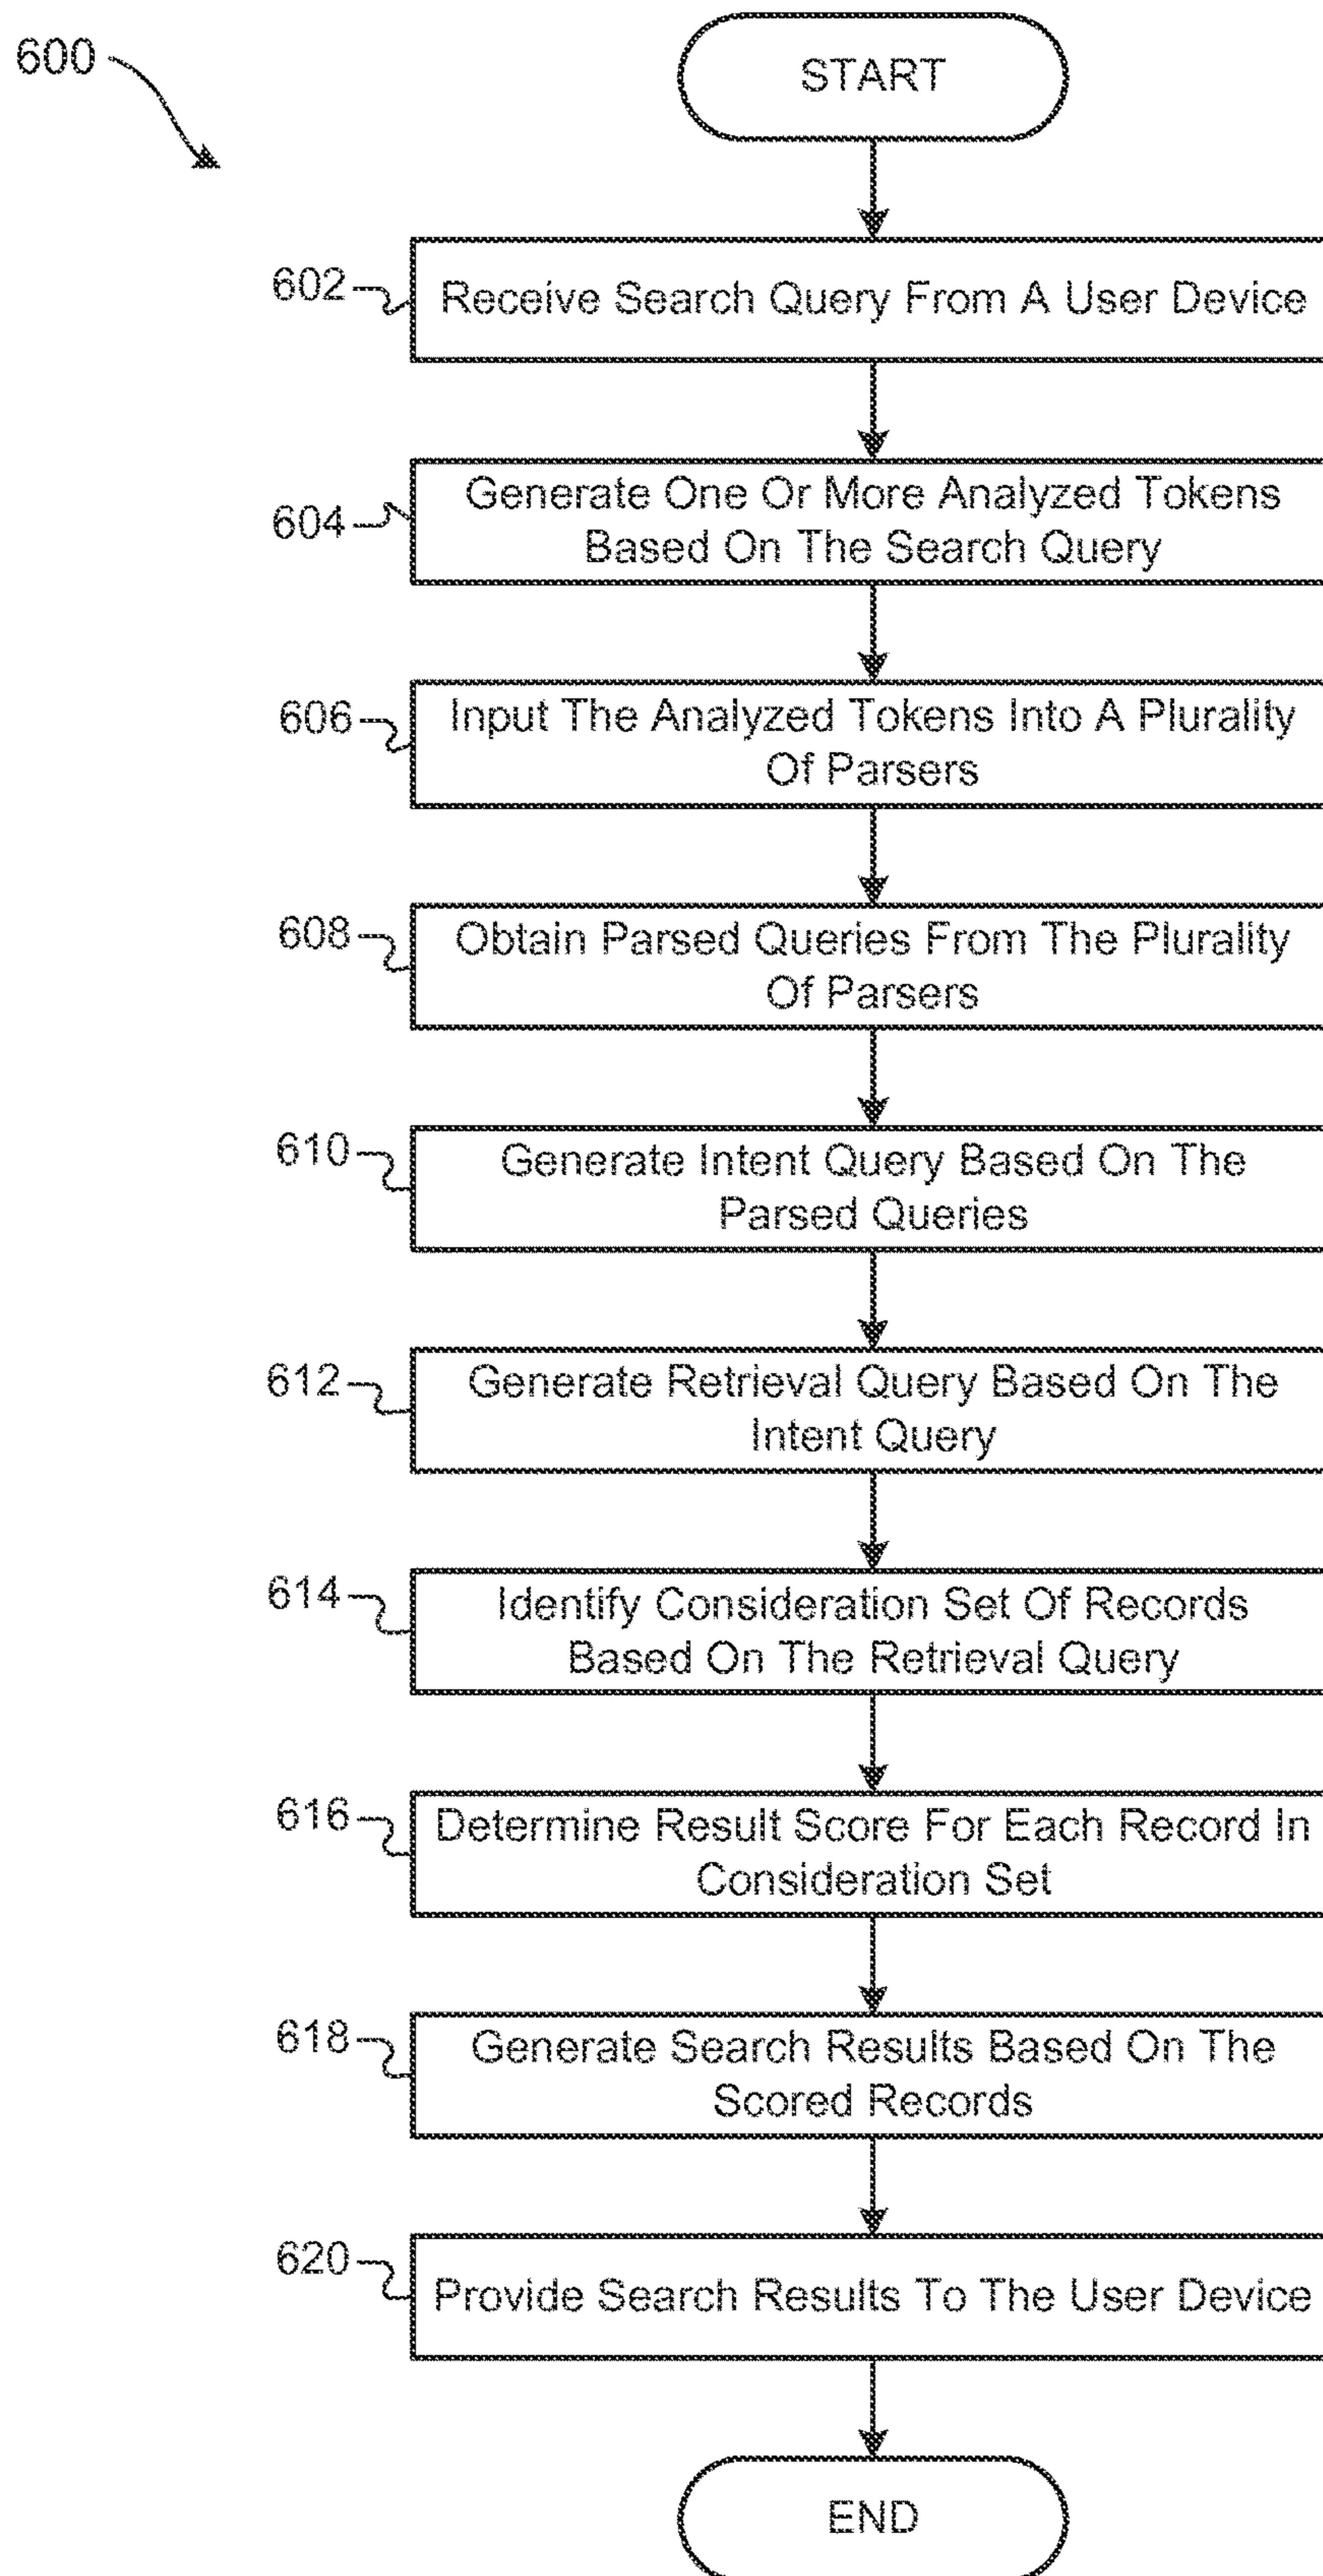 600
START
602
Receive Search Query From A User Device
604
Generate One Or More Analyzed Tokens
Based On The Search Query
606
Input The Analyzed Tokens Into A Plurality
Of Parsers
608
Obtain Parsed Queries From The Plurality
Of Parsers
610
Generate Intent Query Based On The
Parsed Queries
612
Generate Retrieval Query Based On The
Intent Query
614
Identify Consideration Set Of Records
Based On The Retrieval Query
616
Determine Result Score For Each Record In
Consideration Set
618
Generate Search Results Based On The
Scored Records
620
Provide Search Results To The User Device
END